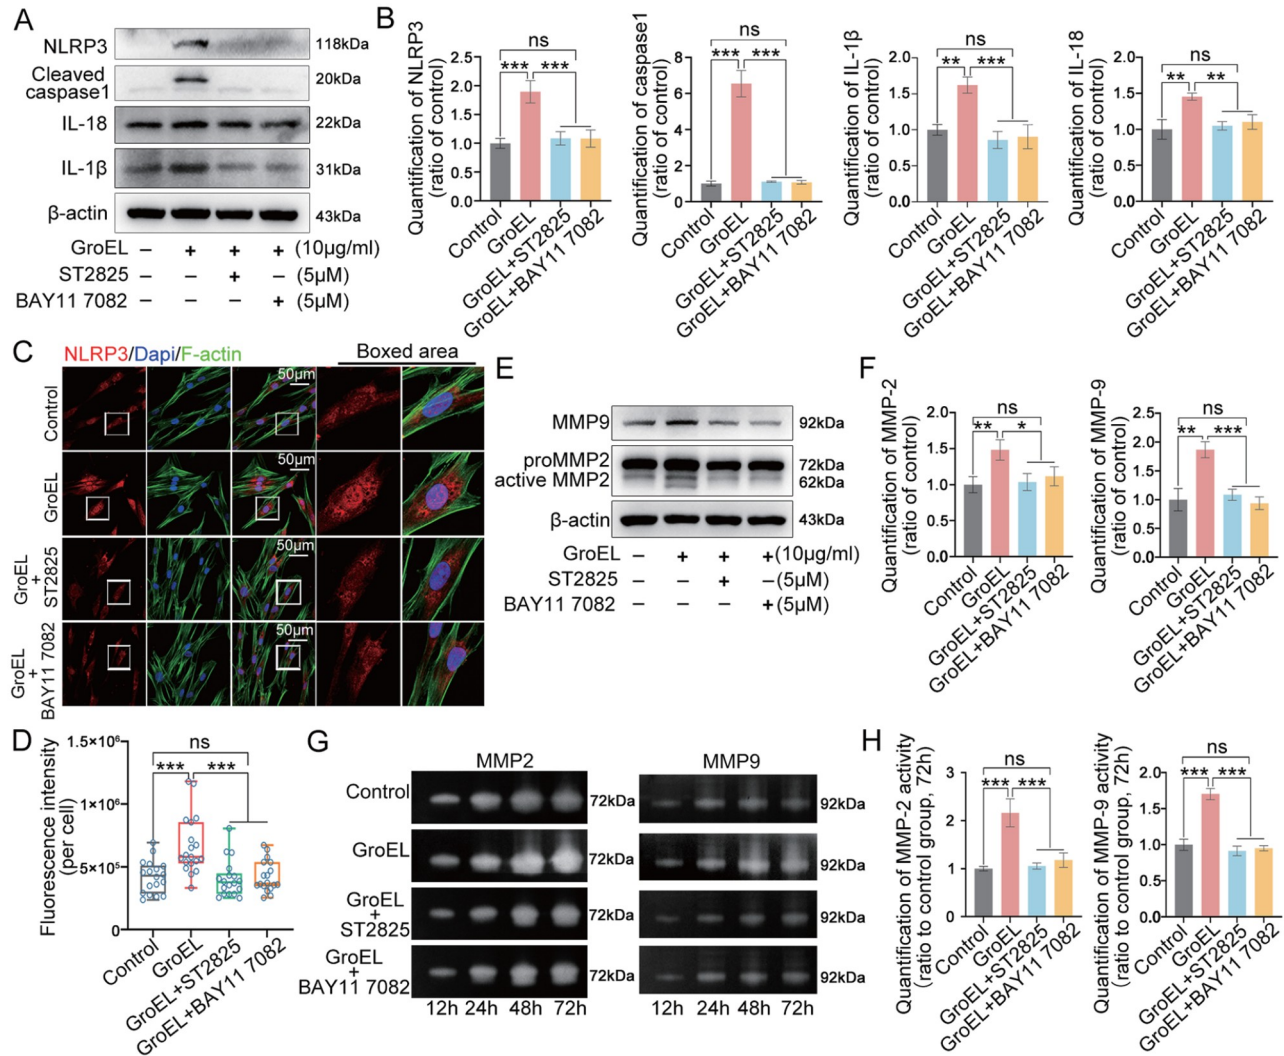 A
NLRP3
118kDa
Cleaved
caspase1
20kDa
IL-18
22kDa
IL-1β
31kDa
β-actin
43kDa
GroEL – + + + (10μg/ml)
ST2825 – – + – (5μM)
BAY11 7082 – – – + (5μM)
B
Quantification of NLRP3
(ratio of control)
2.5
2.0
1.5
1.0
0.5
0.0
ns
*** ***
Control
GroEL
GroEL+ST2825
GroEL+BAY11 7082
Quantification of caspase1
(ratio of control)
8
6
4
2
0
ns
*** ***
Control
GroEL
GroEL+ST2825
GroEL+BAY11 7082
Quantification of IL-1β
(ratio of control)
2.0
1.5
1.0
0.5
0.0
ns
** ***
Control
GroEL
GroEL+ST2825
GroEL+BAY11 7082
Quantification of IL-18
(ratio of control)
2.0
1.5
1.0
0.5
0.0
ns
** **
Control
GroEL
GroEL+ST2825
GroEL+BAY11 7082
C
NLRP3/Dapi/F-actin
Boxed area
Control
50μm
GroEL
50μm
GroEL
+
ST2825
50μm
GroEL
+
BAY11 7082
50μm
D
Fluorescence intensity
(per cell)
1.5×10⁶
1×10⁶
5×10⁵
0
ns
*** ***
Control
GroEL
GroEL+ST2825
GroEL+BAY11 7082
E
MMP9
92kDa
proMMP2
72kDa
active MMP2
62kDa
β-actin
43kDa
GroEL – + + + (10μg/ml)
ST2825 – – + – (5μM)
BAY11 7082 – – – + (5μM)
F
Quantification of MMP-2
(ratio of control)
2.0
1.5
1.0
0.5
0.0
ns
** *
Control
GroEL
GroEL+ST2825
GroEL+BAY11 7082
Quantification of MMP-9
(ratio of control)
2.5
2.0
1.5
1.0
0.5
0.0
ns
** ***
Control
GroEL
GroEL+ST2825
GroEL+BAY11 7082
G
MMP2
MMP9
Control
72kDa
92kDa
GroEL
72kDa
92kDa
GroEL
+
ST2825
72kDa
92kDa
GroEL
+
BAY11 7082
72kDa
92kDa
12h 24h 48h 72h
12h 24h 48h 72h
H
Quantification of MMP-2 activity
(ratio to control group, 72h)
3
2
1
0
ns
*** ***
Control
GroEL
GroEL+ST2825
GroEL+BAY11 7082
Quantification of MMP-9 activity
(ratio to control group, 72h)
2.0
1.5
1.0
0.5
0.0
ns
*** ***
Control
GroEL
GroEL+ST2825
GroEL+BAY11 7082